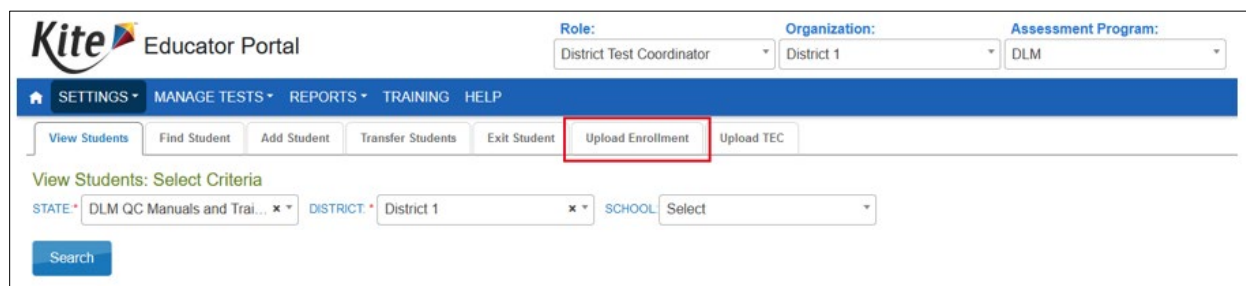 Kite Educator Portal
Role: Organization: Assessment Program:
District Test Coordinator District 1 DLM
SETTINGS MANAGE TESTS REPORTS TRAINING HELP
View Students Find Student Add Student Transfer Students Exit Student Upload Enrollment Upload TEC
View Students: Select Criteria
STATE:* DLM QC Manuals and Trai... × DISTRICT: * District 1 × SCHOOL: Select
Search